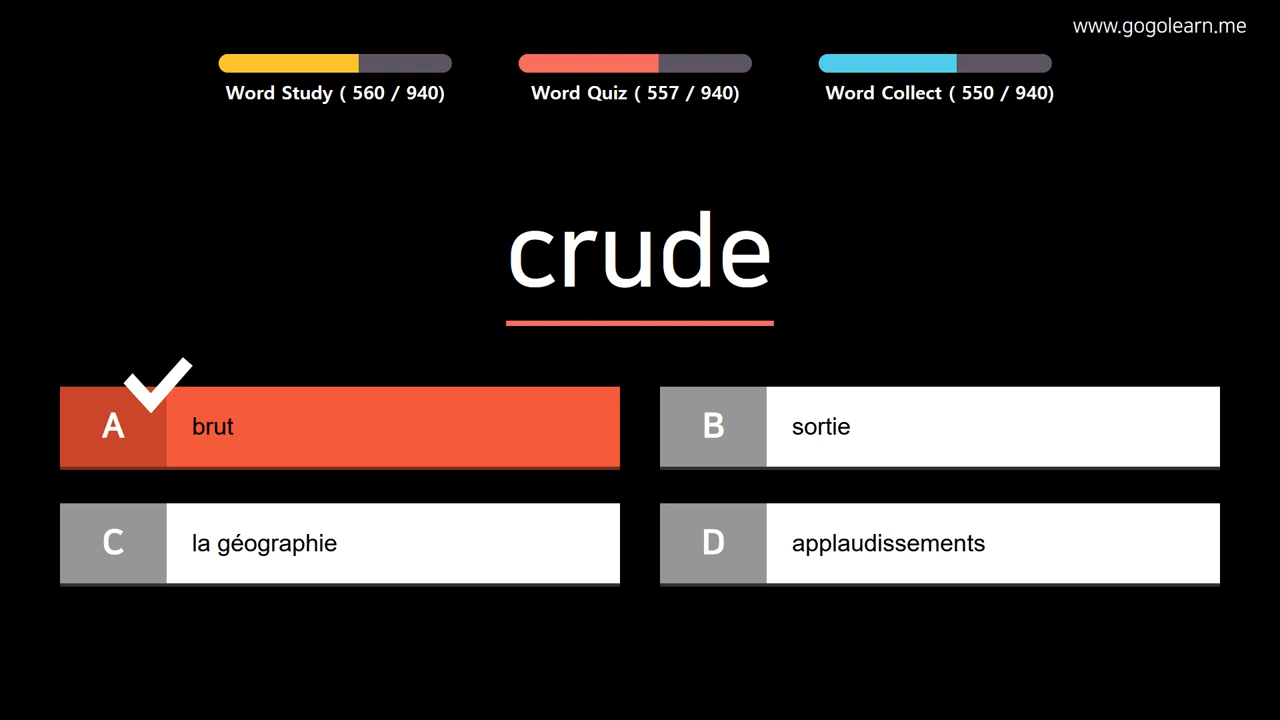 www.gogolearn.me
Word Study ( 560 / 940)
Word Quiz ( 557 / 940)
Word Collect ( 550 / 940)
crude
A
brut
B
sortie
C
la géographie
D
applaudissements